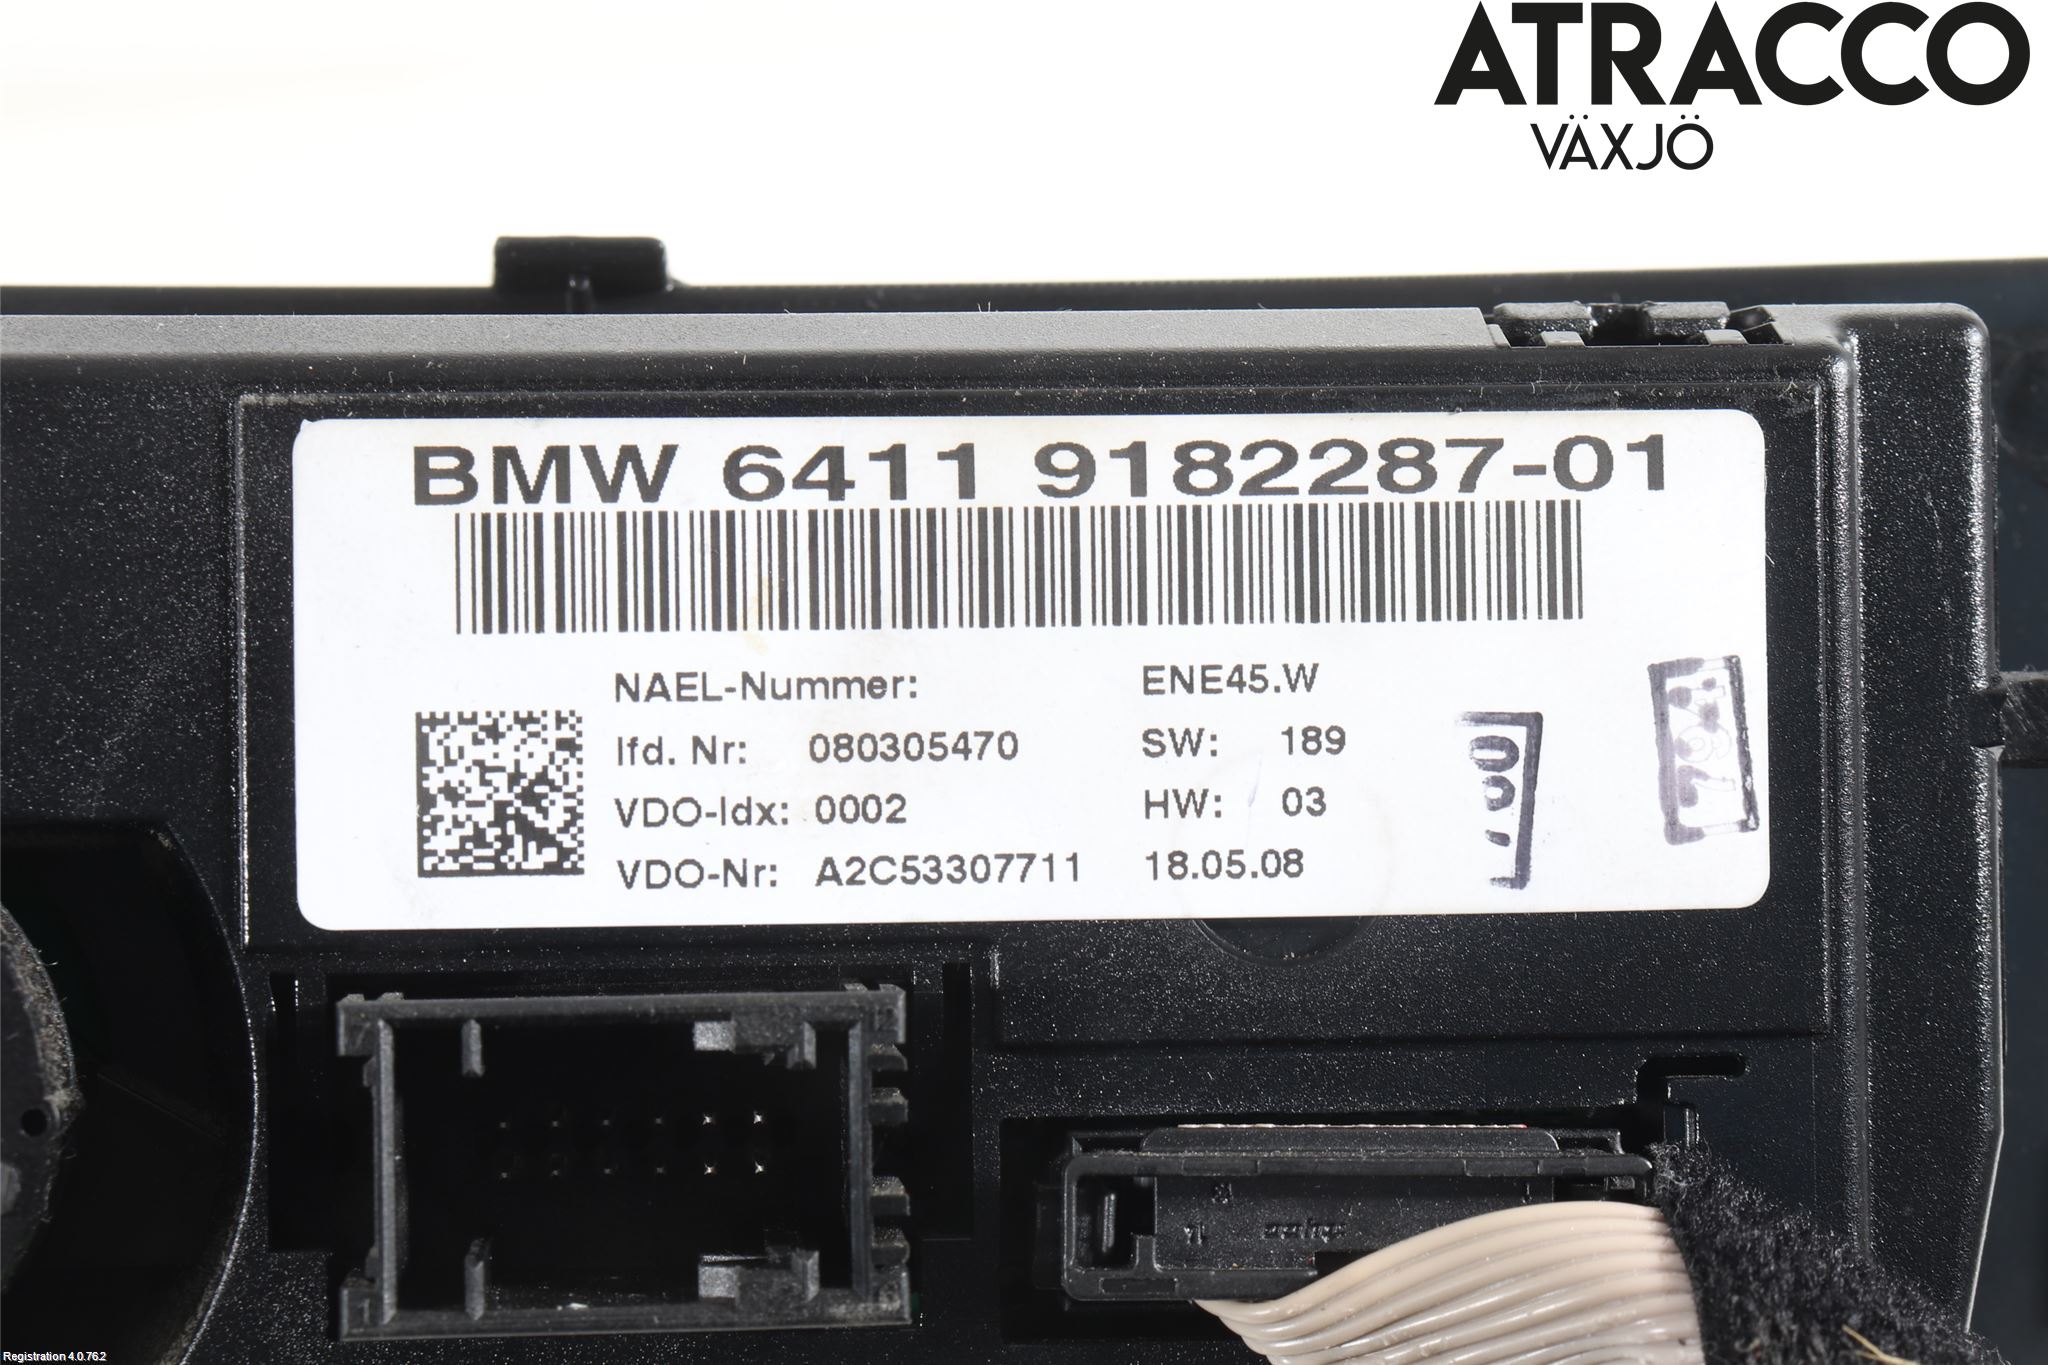 ATRACCO
VÄXJÖ
BMW 6411 9182287-01
NAEL-Nummer: ENE45.W
lfd. Nr: 080305470 SW: 189
VDO-Idx: 0002 HW: 03
VDO-Nr: A2C53307711 18.05.08
Registration 4.0.76.2